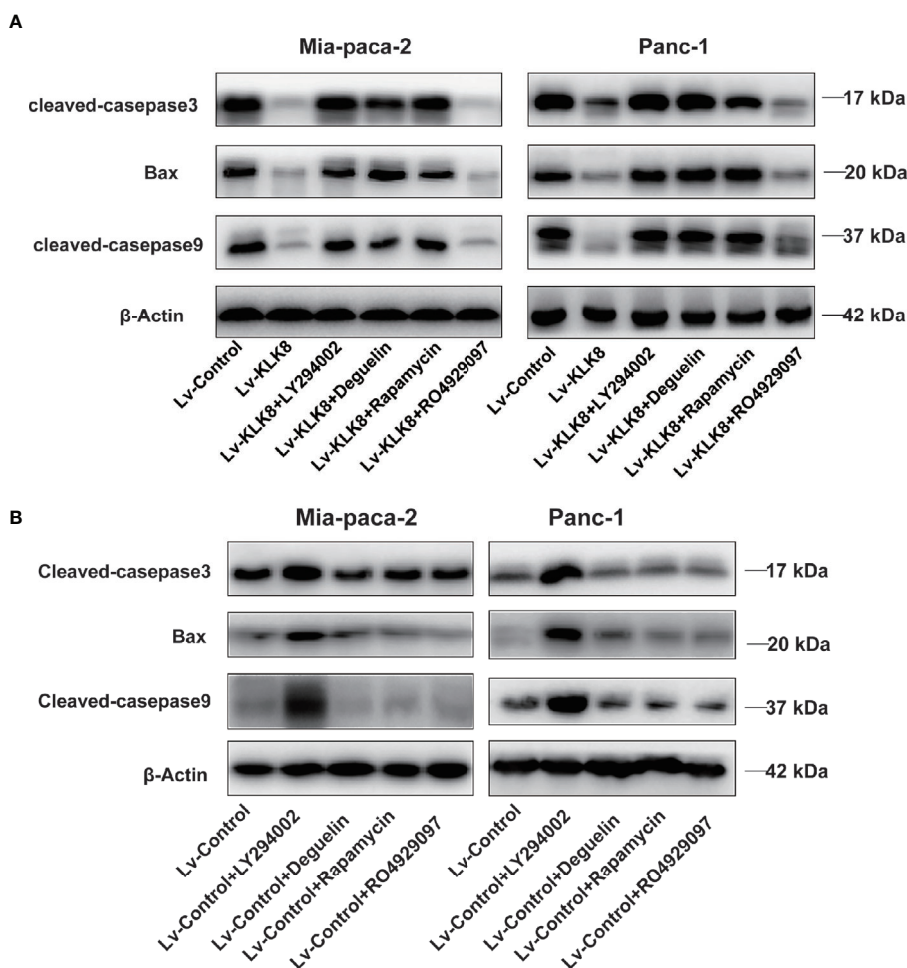 A
Mia-paca-2 Panc-1
cleaved-casepase3 17 kDa
Bax 20 kDa
cleaved-casepase9 37 kDa
β-Actin 42 kDa
Lv-Control
Lv-KLK8
Lv-KLK8+LY294002
Lv-KLK8+Deguelin
Lv-KLK8+Rapamycin
Lv-KLK8+RO4929097
Lv-Control
Lv-KLK8
Lv-KLK8+LY294002
Lv-KLK8+Deguelin
Lv-KLK8+Rapamycin
Lv-KLK8+RO4929097
B
Mia-paca-2 Panc-1
Cleaved-casepase3 17 kDa
Bax 20 kDa
Cleaved-casepase9 37 kDa
β-Actin 42 kDa
Lv-Control
Lv-Control+LY294002
Lv-Control+Deguelin
Lv-Control+Rapamycin
Lv-Control+RO4929097
Lv-Control
Lv-Control+LY294002
Lv-Control+Deguelin
Lv-Control+Rapamycin
Lv-Control+RO4929097